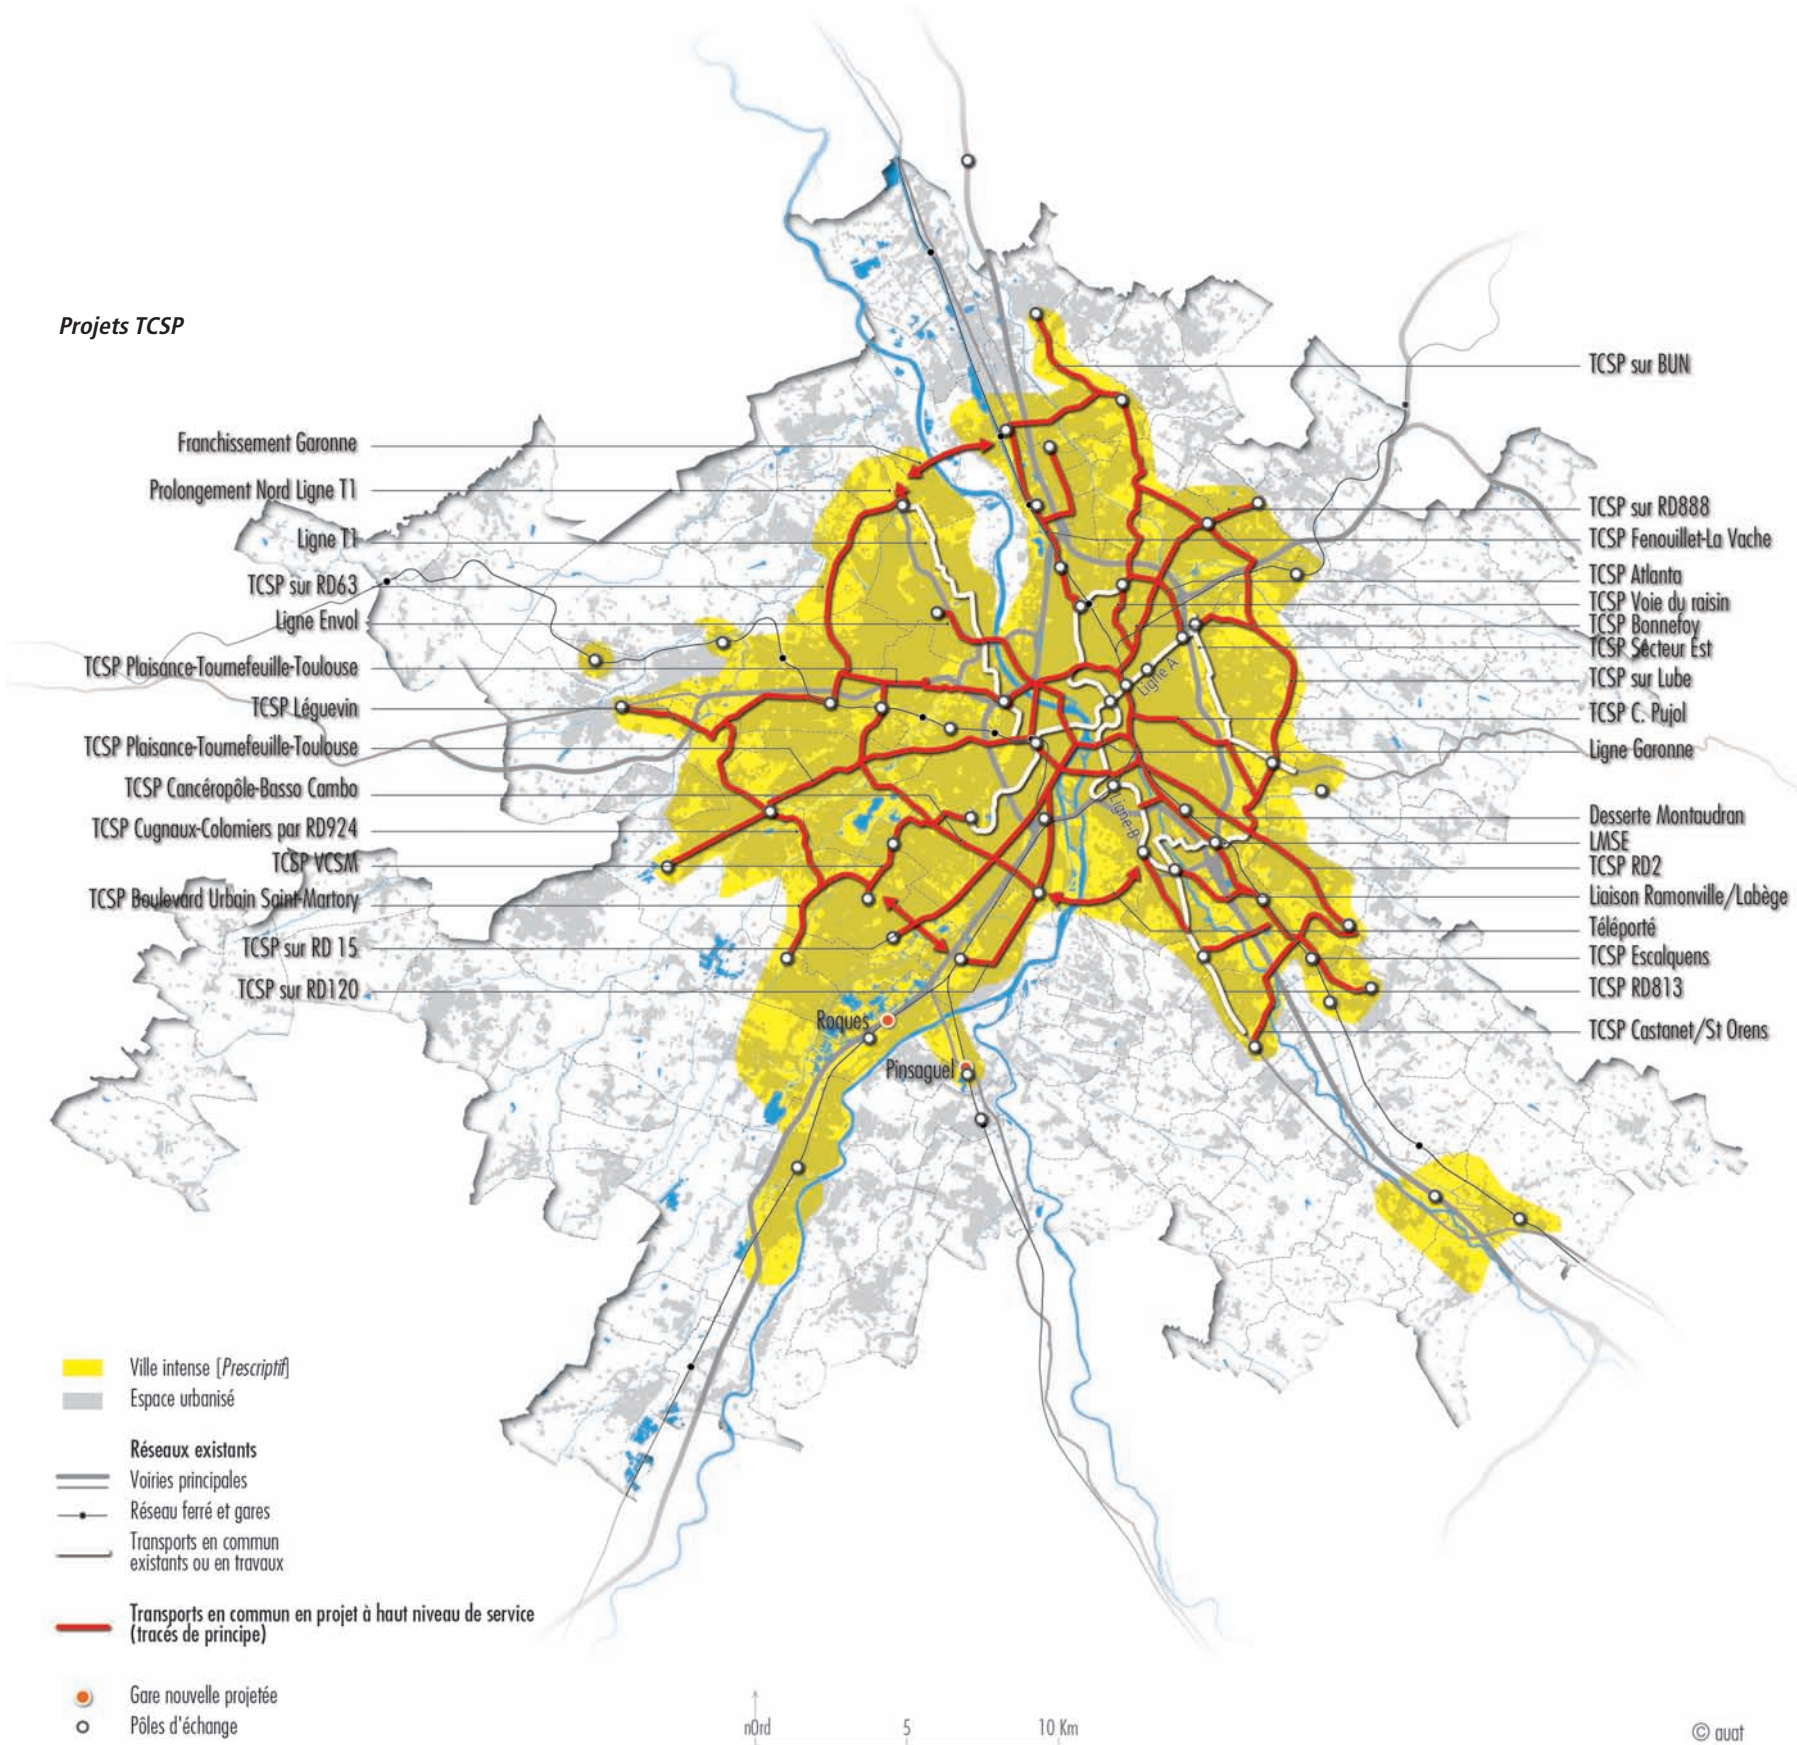 Projets TCSP
Franchissement Garonne
Prolongement Nord Ligne T1
Ligne T1
TCSP sur RD63
Ligne Envol
TCSP Plaisance-Tournefeuille-Toulouse
TCSP Léguevin
TCSP Plaisance-Tournefeuille-Toulouse
TCSP Cancéropôle-Basso Cambo
TCSP Cugnaux-Colomiers par RD924
TCSP VCSM
TCSP Boulevard Urbain Saint-Martory
TCSP sur RD 15
TCSP sur RD120
TCSP sur BUN
TCSP sur RD888
TCSP Fenouillet-La Vache
TCSP Atlanta
TCSP Voie du raisin
TCSP Bonnefoy
TCSP Secteur Est
TCSP sur Lube
TCSP C. Pujol
Ligne Garonne
Desserte Montaudran
LMSE
TCSP RD2
Liaison Ramonville/Labège
Téléporté
TCSP Escalquens
TCSP RD813
TCSP Castanet/St Orens
Ligne A
Ligne B
Roques
Pinsaguel
Ville intense [Prescriptif]
Espace urbanisé
Réseaux existants
Voiries principales
Réseau ferré et gares
Transports en commun
existants ou en travaux
Transports en commun en projet à haut niveau de service
(tracés de principe)
Gare nouvelle projetée
Pôles d'échange
nOrd
5
10 Km
© auat